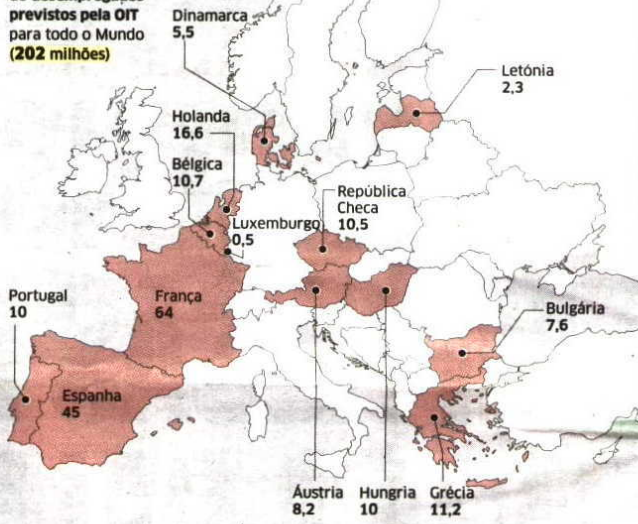 previstos pela OIT
para todo o Mundo
(202 milhões)
Dinamarca
5,5
Letónia
2,3
Holanda
16,6
Bélgica
10,7
Luxemburgo
0,5
República
Checa
10,5
Portugal
10
França
64
Espanha
45
Bulgária
7,6
Áustria
8,2
Hungria
10
Grécia
11,2